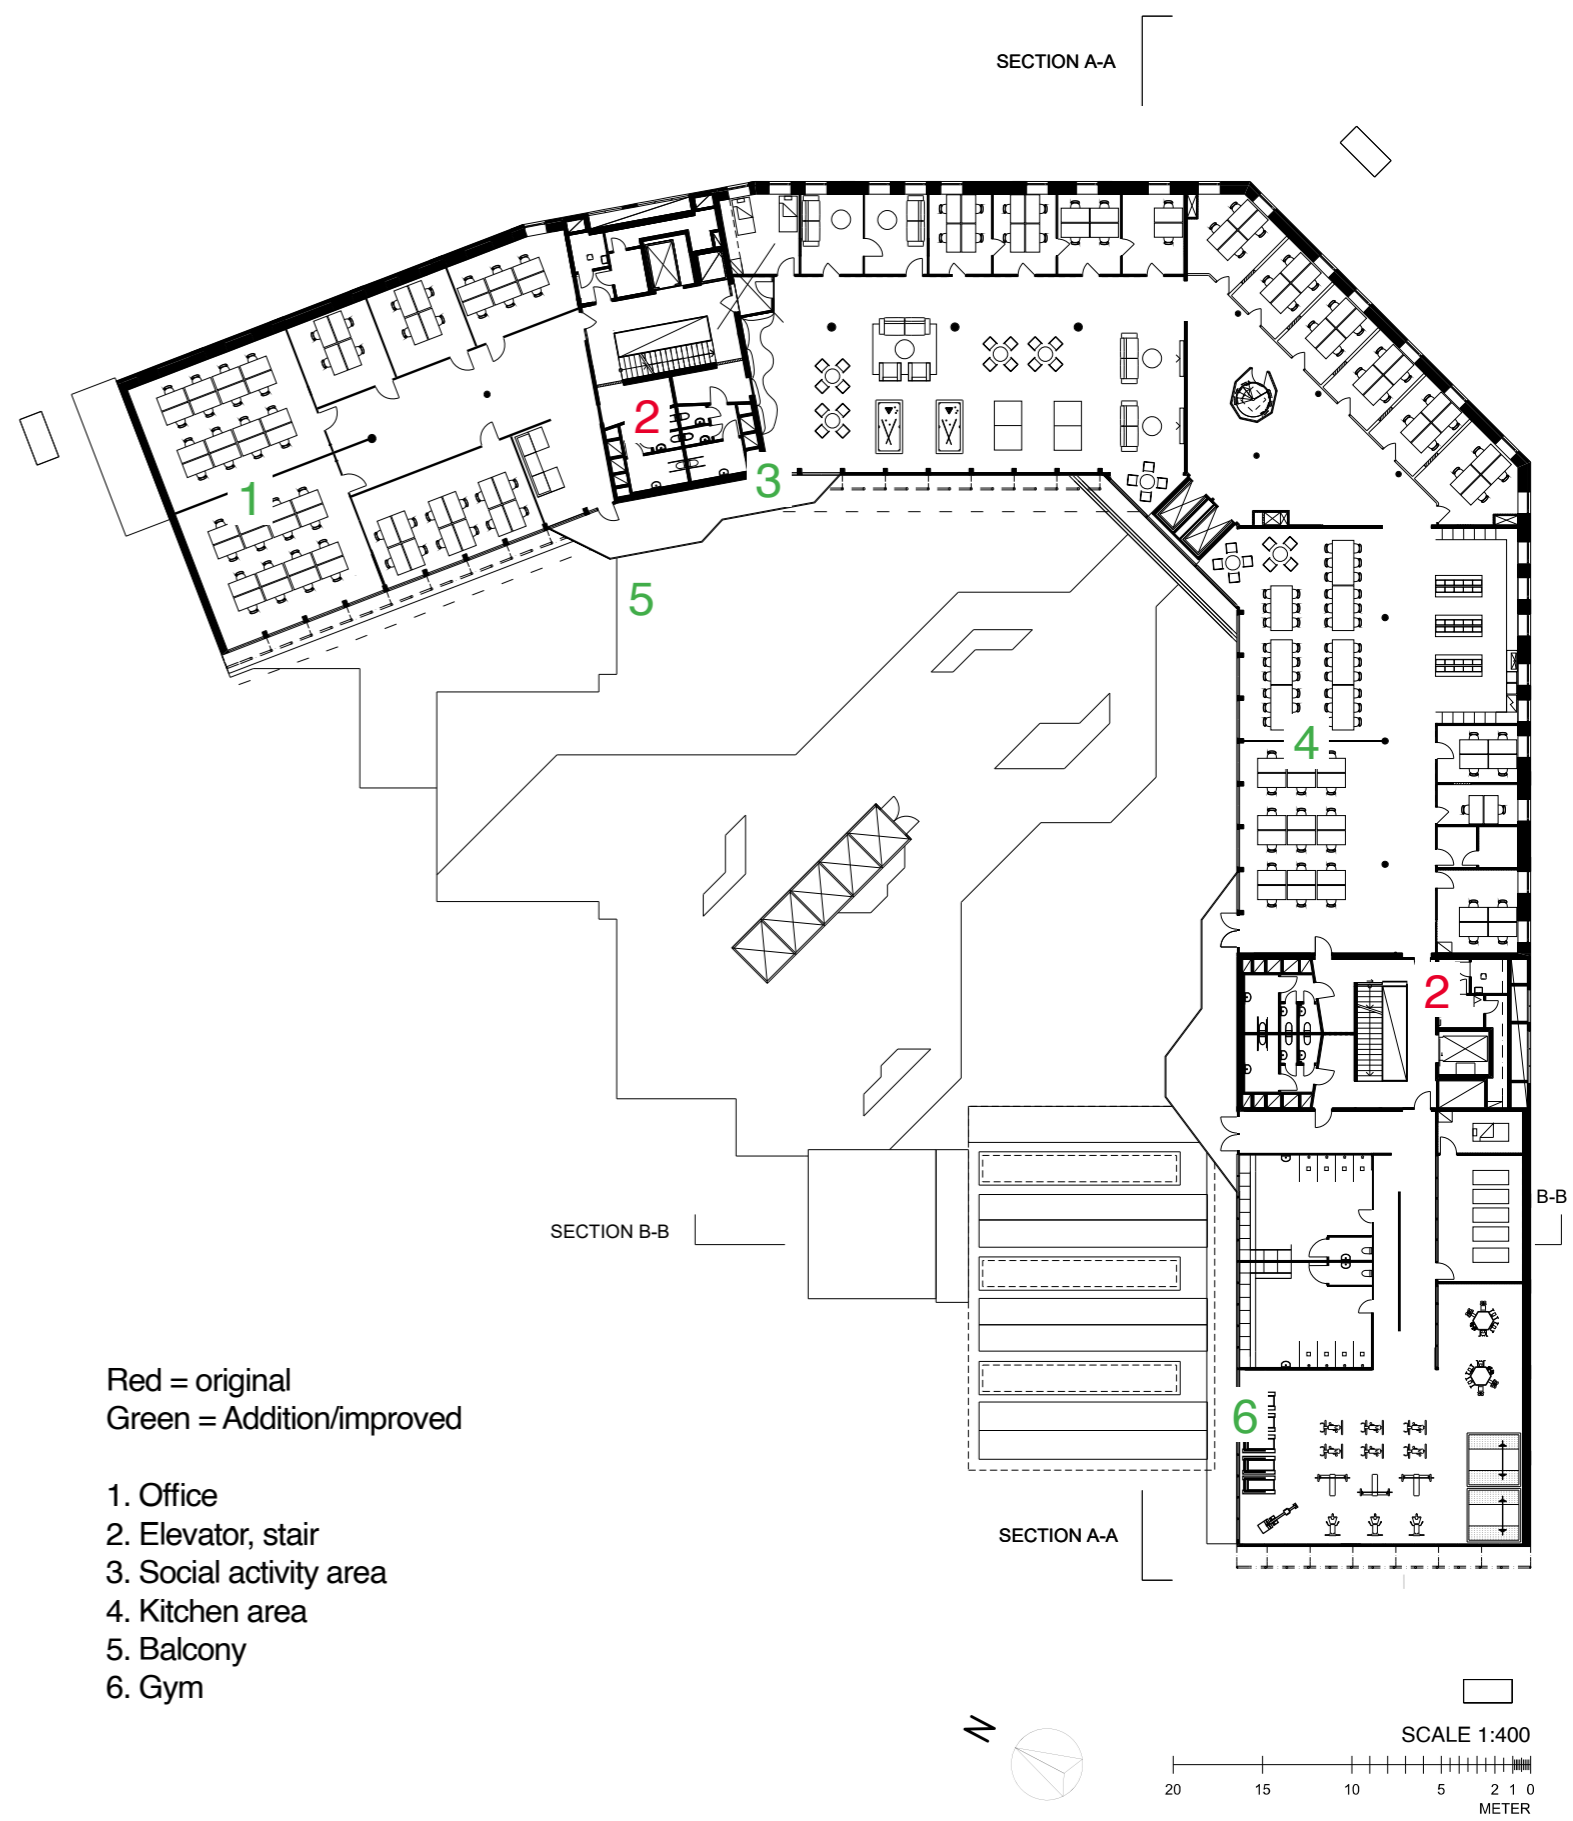 SECTION A-A
2
3
1
5
4
2
SECTION B-B
B-B
6
Red = original
Green = Addition/improved
1. Office
2. Elevator, stair
3. Social activity area
4. Kitchen area
5. Balcony
6. Gym
SECTION A-A
N
SCALE 1:400
20 15 10 5 2 1 0
METER